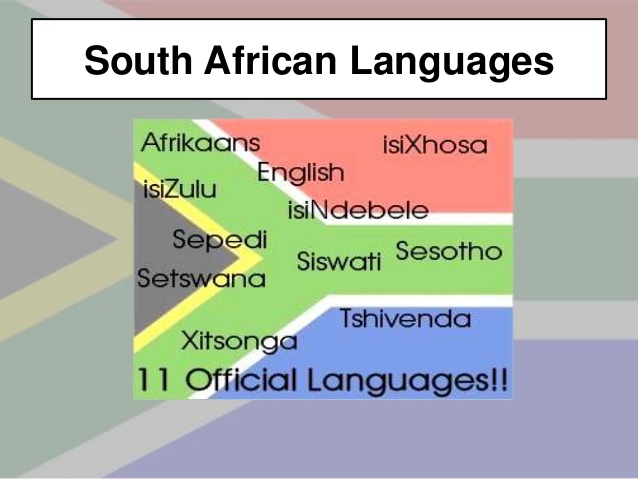 South African Languages
Afrikaans
isiXhosa
English
isiZulu
isiNdebele
Sepedi
Sesotho
Siswati
Setswana
Tshivenda
Xitsonga
11 Official Languages!!